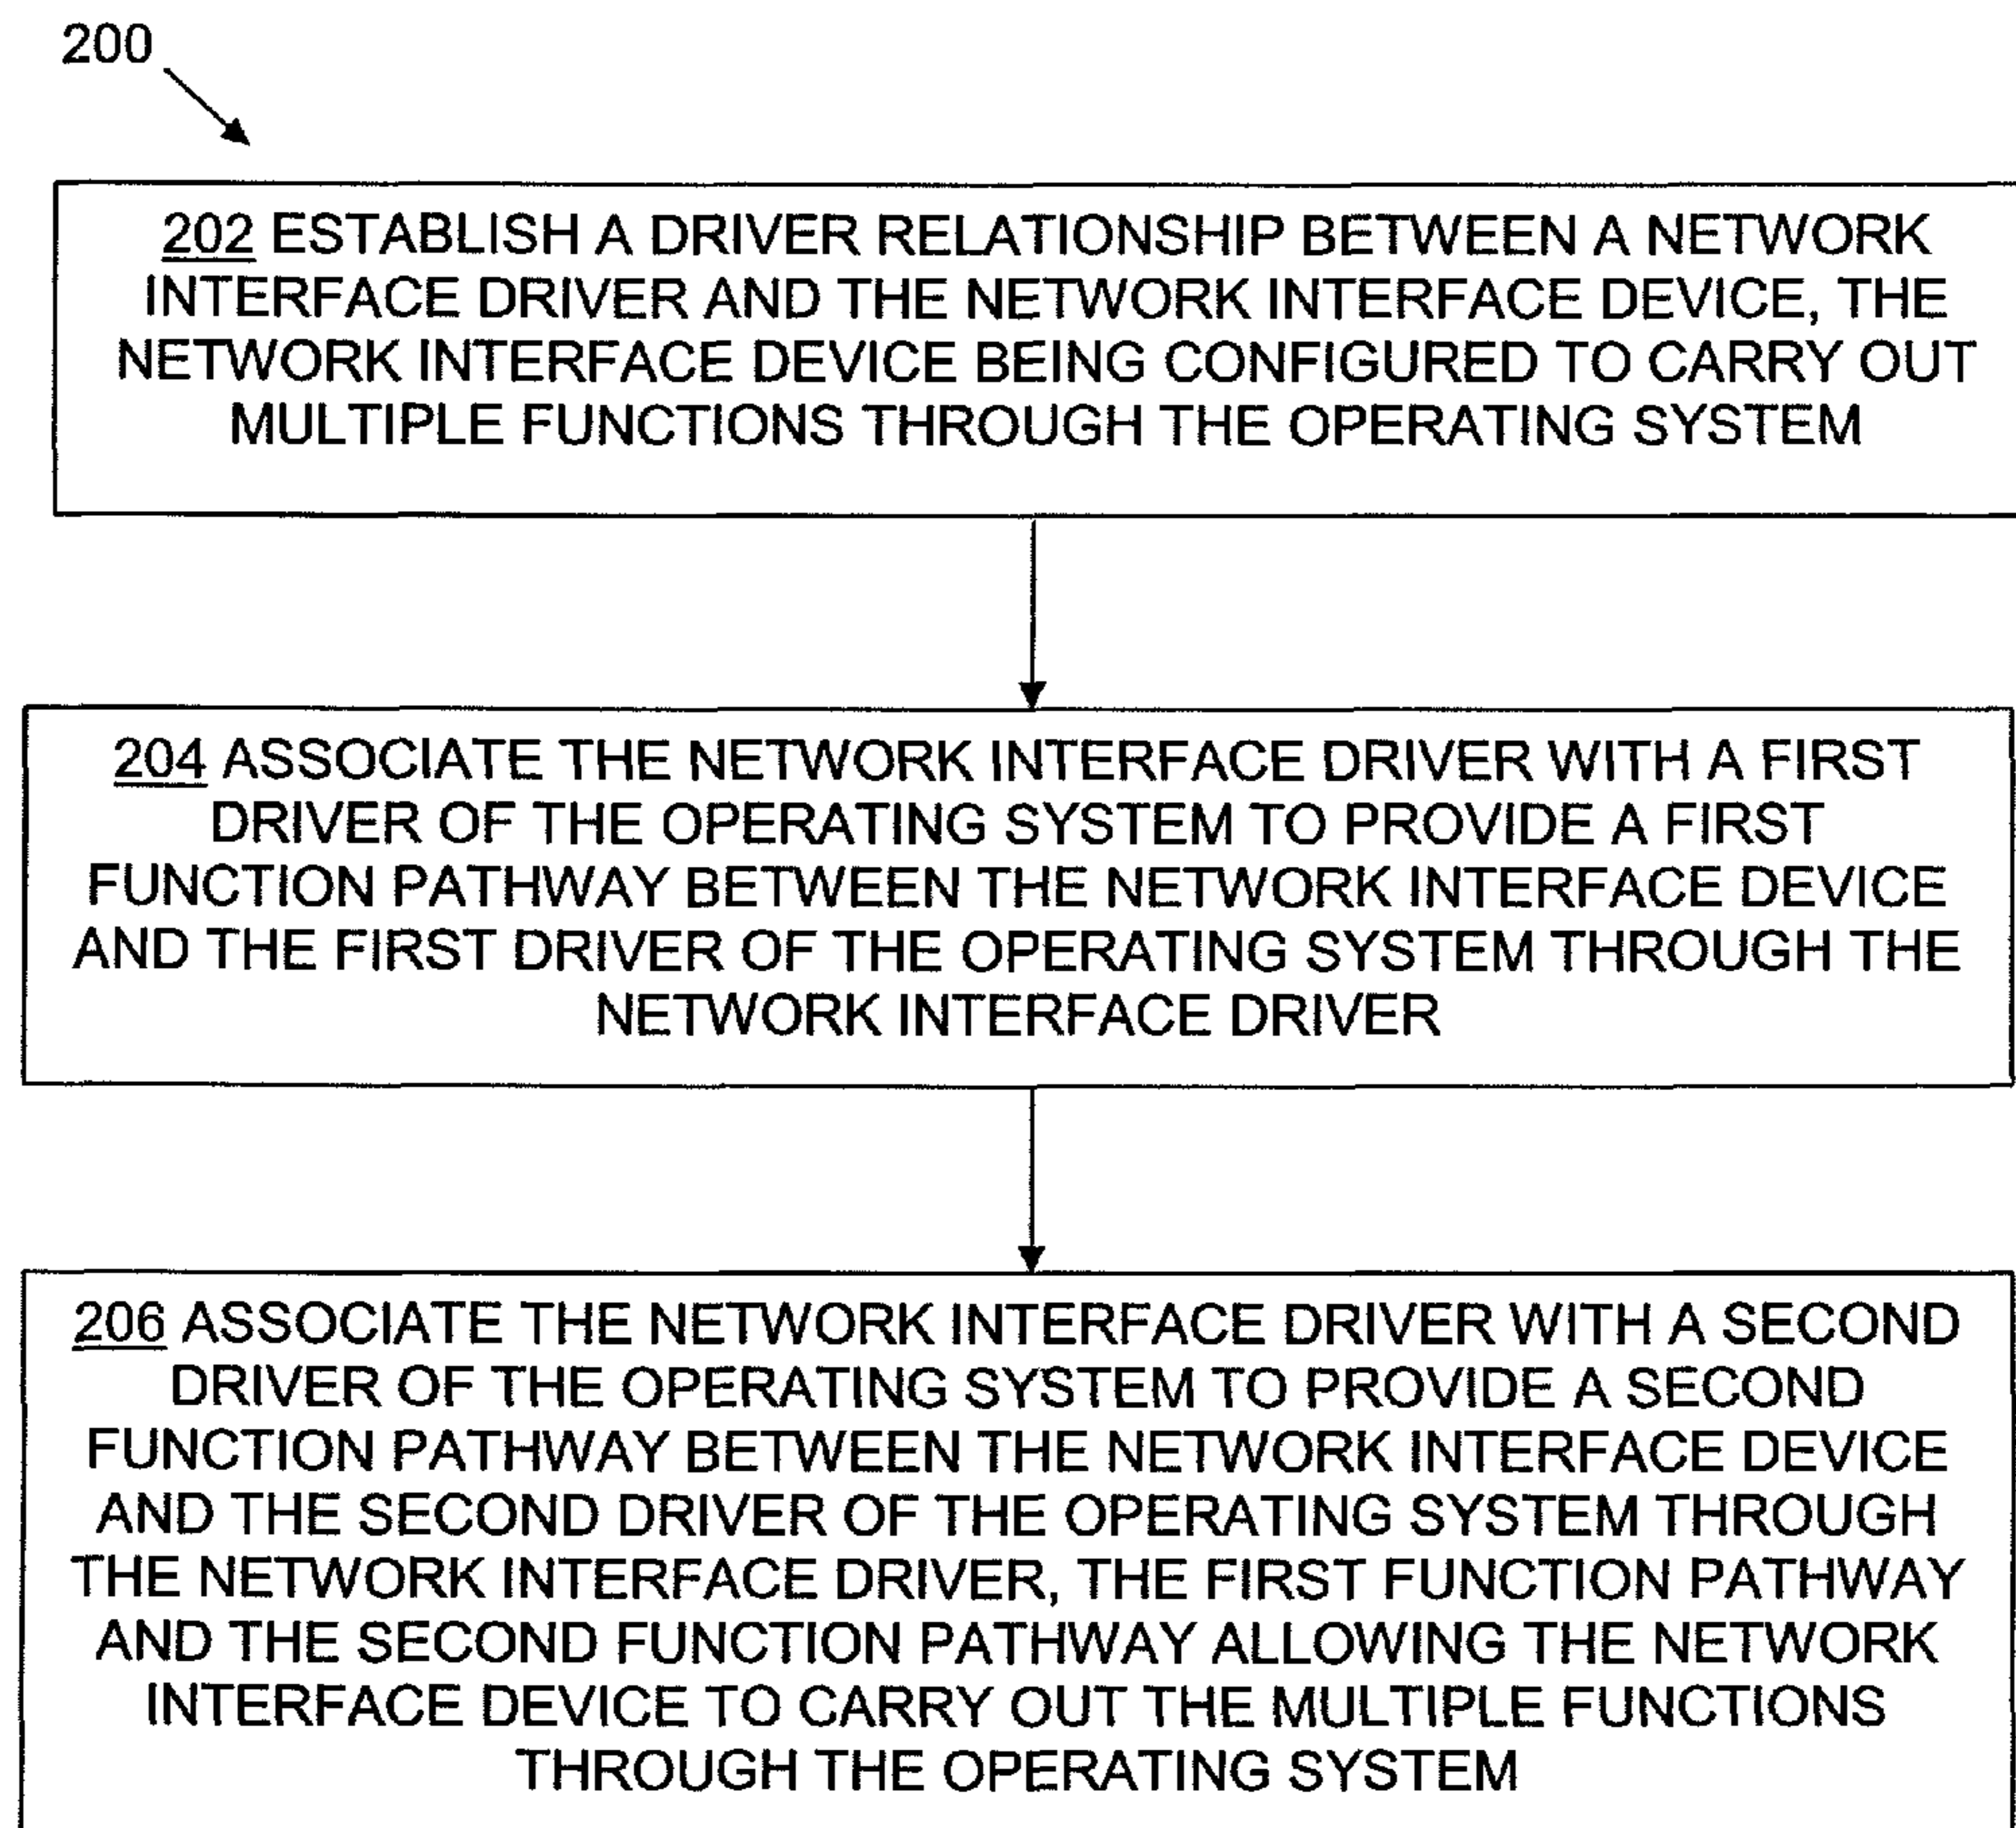 200
202 ESTABLISH A DRIVER RELATIONSHIP BETWEEN A NETWORK
INTERFACE DRIVER AND THE NETWORK INTERFACE DEVICE, THE
NETWORK INTERFACE DEVICE BEING CONFIGURED TO CARRY OUT
MULTIPLE FUNCTIONS THROUGH THE OPERATING SYSTEM
204 ASSOCIATE THE NETWORK INTERFACE DRIVER WITH A FIRST
DRIVER OF THE OPERATING SYSTEM TO PROVIDE A FIRST
FUNCTION PATHWAY BETWEEN THE NETWORK INTERFACE DEVICE
AND THE FIRST DRIVER OF THE OPERATING SYSTEM THROUGH THE
NETWORK INTERFACE DRIVER
206 ASSOCIATE THE NETWORK INTERFACE DRIVER WITH A SECOND
DRIVER OF THE OPERATING SYSTEM TO PROVIDE A SECOND
FUNCTION PATHWAY BETWEEN THE NETWORK INTERFACE DEVICE
AND THE SECOND DRIVER OF THE OPERATING SYSTEM THROUGH
THE NETWORK INTERFACE DRIVER, THE FIRST FUNCTION PATHWAY
AND THE SECOND FUNCTION PATHWAY ALLOWING THE NETWORK
INTERFACE DEVICE TO CARRY OUT THE MULTIPLE FUNCTIONS
THROUGH THE OPERATING SYSTEM